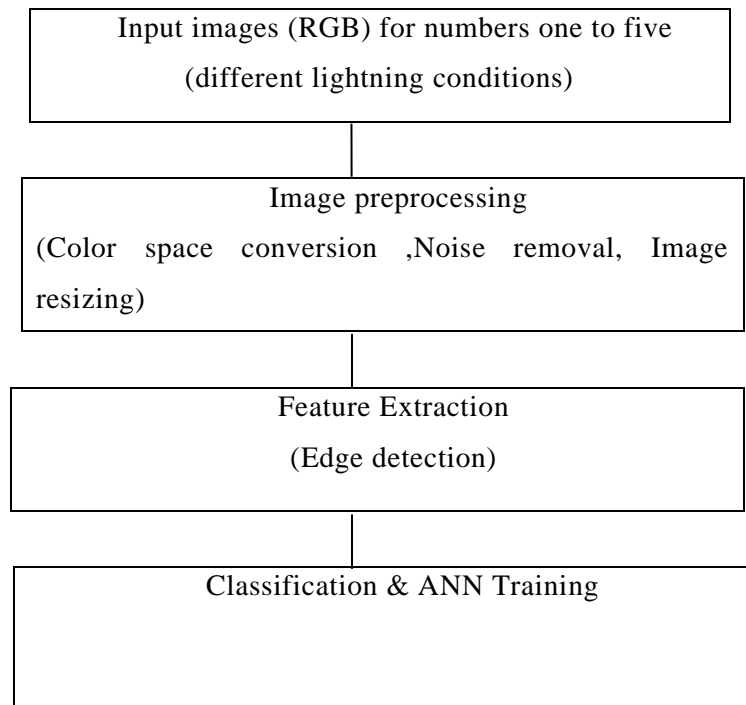 Input images (RGB) for numbers one to five
(different lightning conditions)
Image preprocessing
(Color space conversion ,Noise removal, Image
resizing)
Feature Extraction
(Edge detection)
Classification & ANN Training